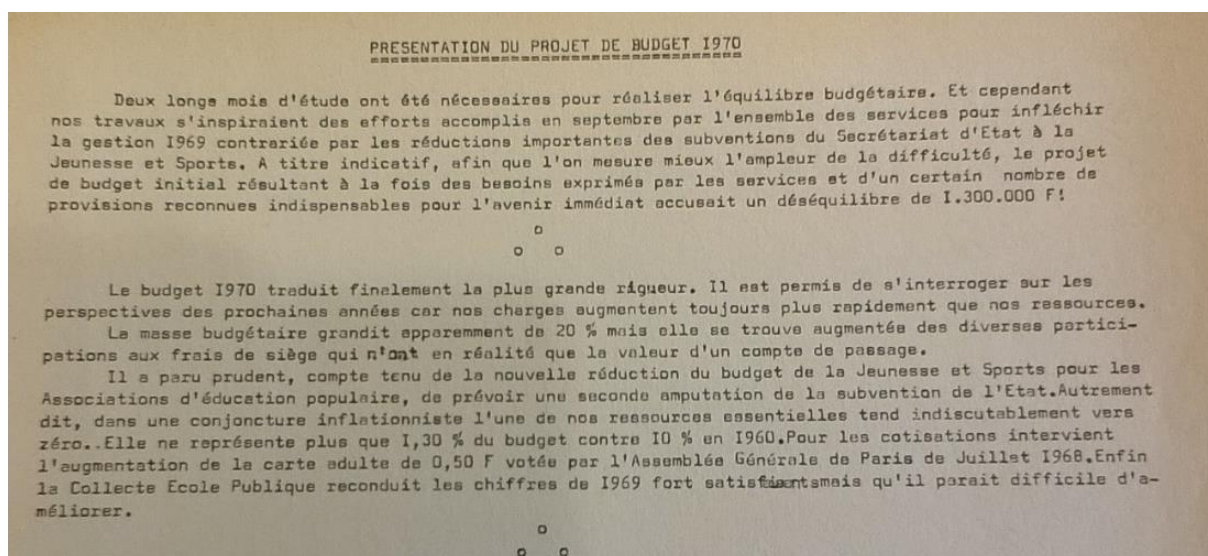 PRESENTATION DU PROJET DE BUDGET I970
Deux longs mois d'étude ont été nécessaires pour réaliser l'équilibre budgétaire. Et cependant
nos travaux s'inspiraient des efforts accomplis en septembre par l'ensemble des services pour infléchir
la gestion I969 contrariée par les réductions importantes des subventions du Secrétariat d'Etat à la
Jeunesse et Sports. A titre indicatif, afin que l'on mesure mieux l'ampleur de la difficulté, le projet
de budget initial résultant à la fois des besoins exprimés par les services et d'un certain nombre de
provisions reconnues indispensables pour l'avenir immédiat accusait un déséquilibre de I.300.000 F!
o
o o
Le budget I970 traduit finalement la plus grande rigueur. Il est permis de s'interroger sur les
perspectives des prochaines années car nos charges augmentent toujours plus rapidement que nos ressources.
La masse budgétaire grandit apparemment de 20 % mais elle se trouve augmentée des diverses partici-
pations aux frais de siège qui n'ont en réalité que la valeur d'un compte de passage.
Il a paru prudent, compte tenu de la nouvelle réduction du budget de la Jeunesse et Sports pour les
Associations d'éducation populaire, de prévoir une seconde amputation de la subvention de l'Etat.Autrement
dit, dans une conjoncture inflationniste l'une de nos ressources essentielles tend indiscutablement vers
zéro..Elle ne représente plus que I,30 % du budget contre I0 % en I960.Pour les cotisations intervient
l'augmentation de la carte adulte de 0,50 F votée par l'Assemblée Générale de Paris de Juillet I968.Enfin
la Collecte Ecole Publique reconduit les chiffres de I969 fort satisfaisantsmais qu'il parait difficile d'a-
méliorer.
o
o o